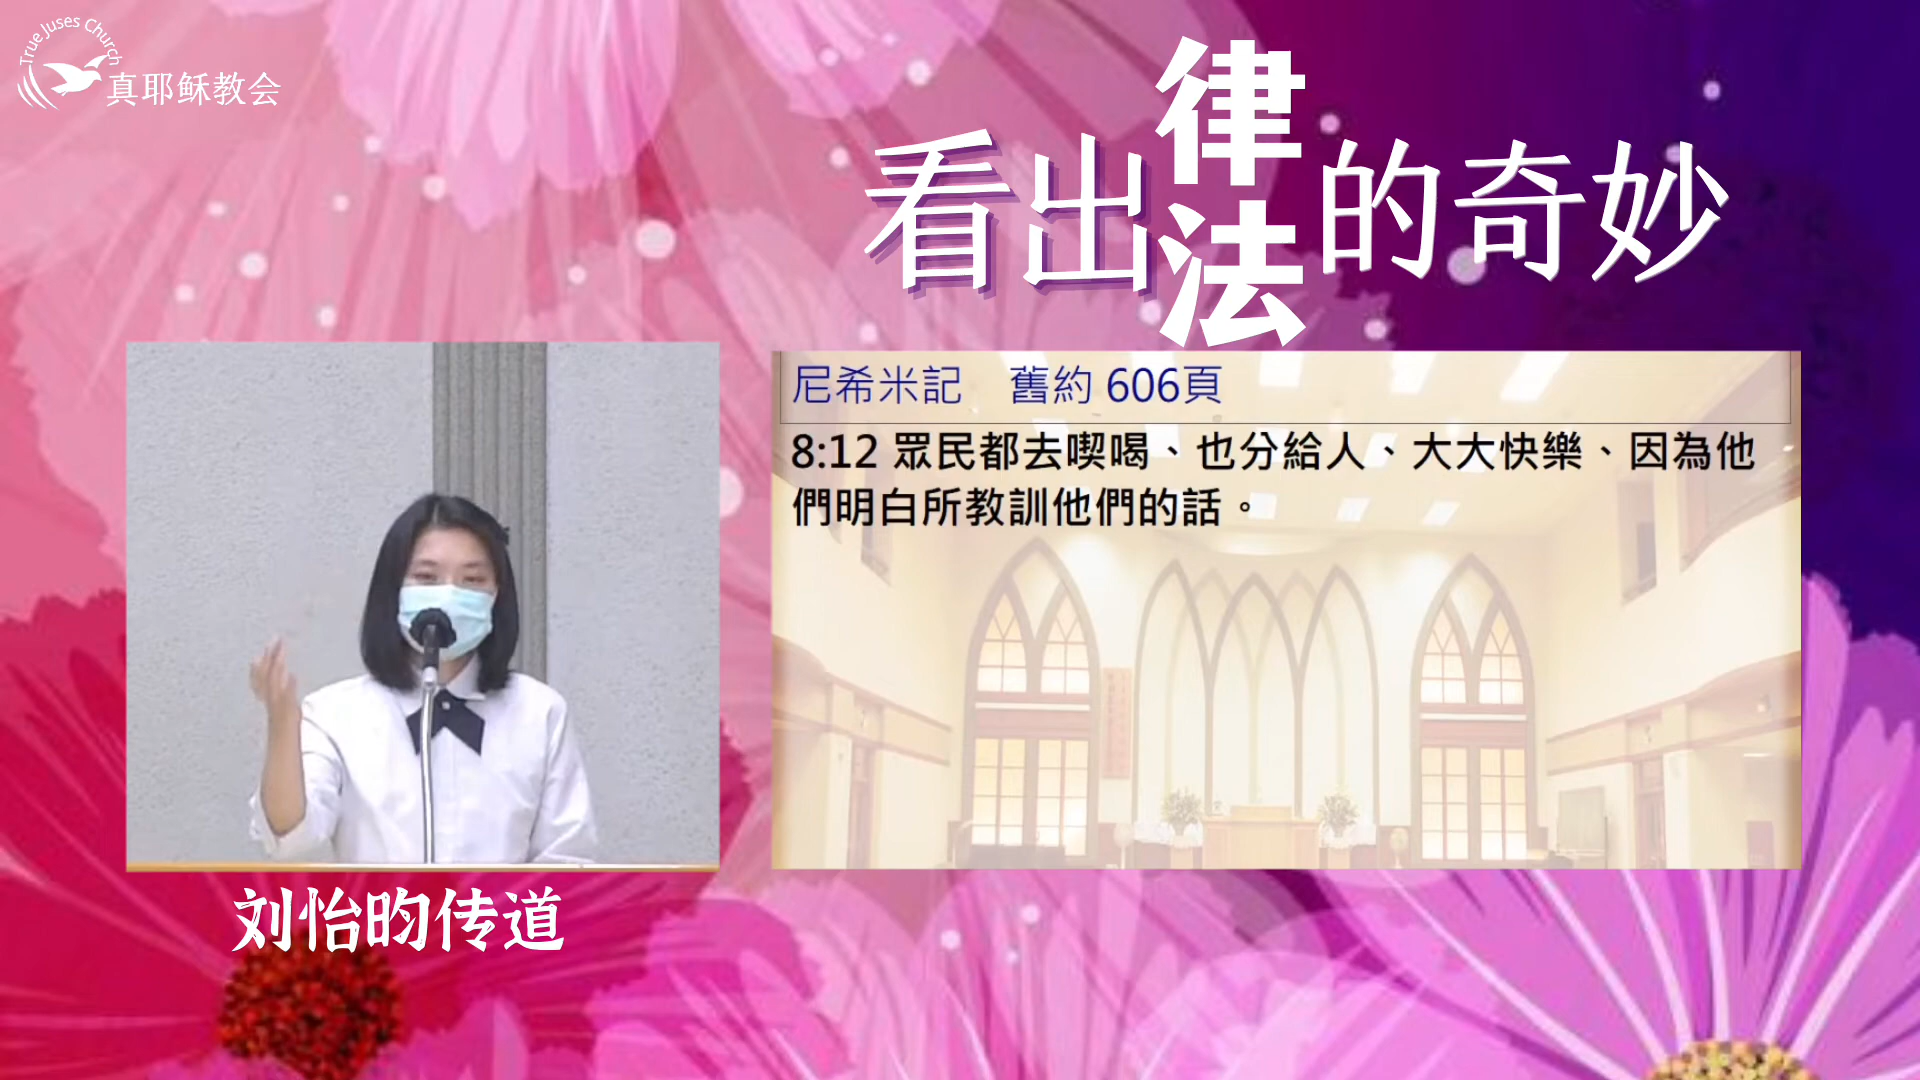 True Juses Church
真耶稣教会
看出律法的奇妙
尼希米記 舊約 606頁
8:12 眾民都去喫喝、也分給人、大大快樂、因為他
們明白所教訓他們的話。
刘怡昀传道